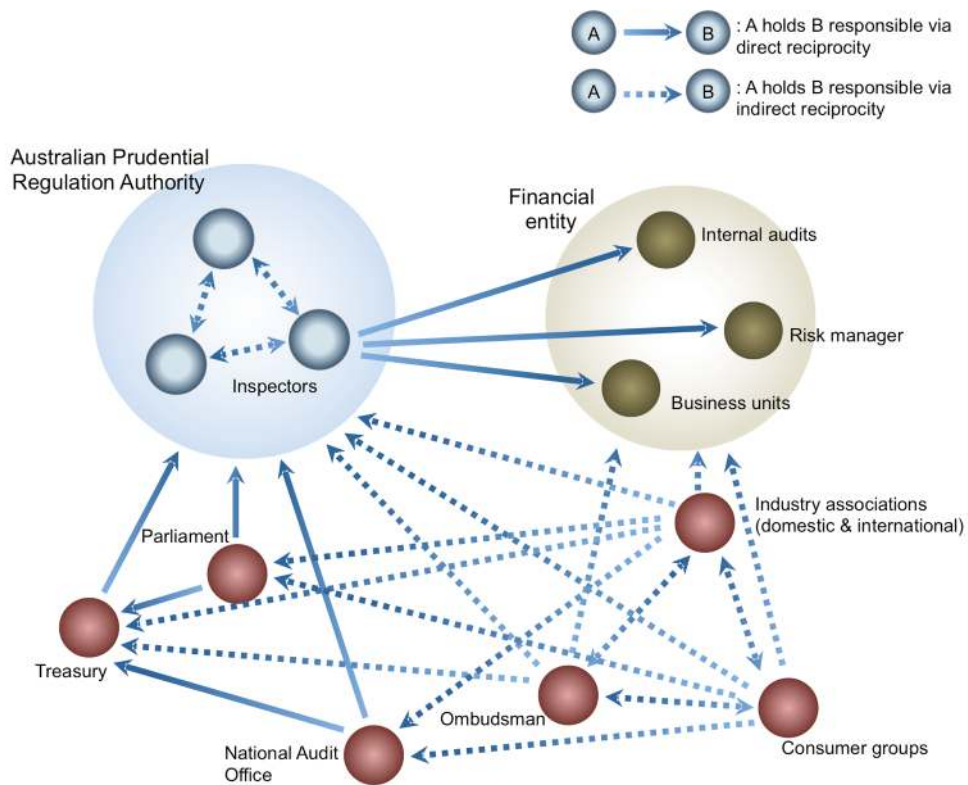 A
B
: A holds B responsible via
direct reciprocity
A
B
: A holds B responsible via
indirect reciprocity
Australian Prudential
Regulation Authority
Financial
entity
Internal audits
Risk manager
Inspectors
Business units
Industry associations
(domestic & international)
Parliament
Treasury
Ombudsman
National Audit
Office
Consumer groups